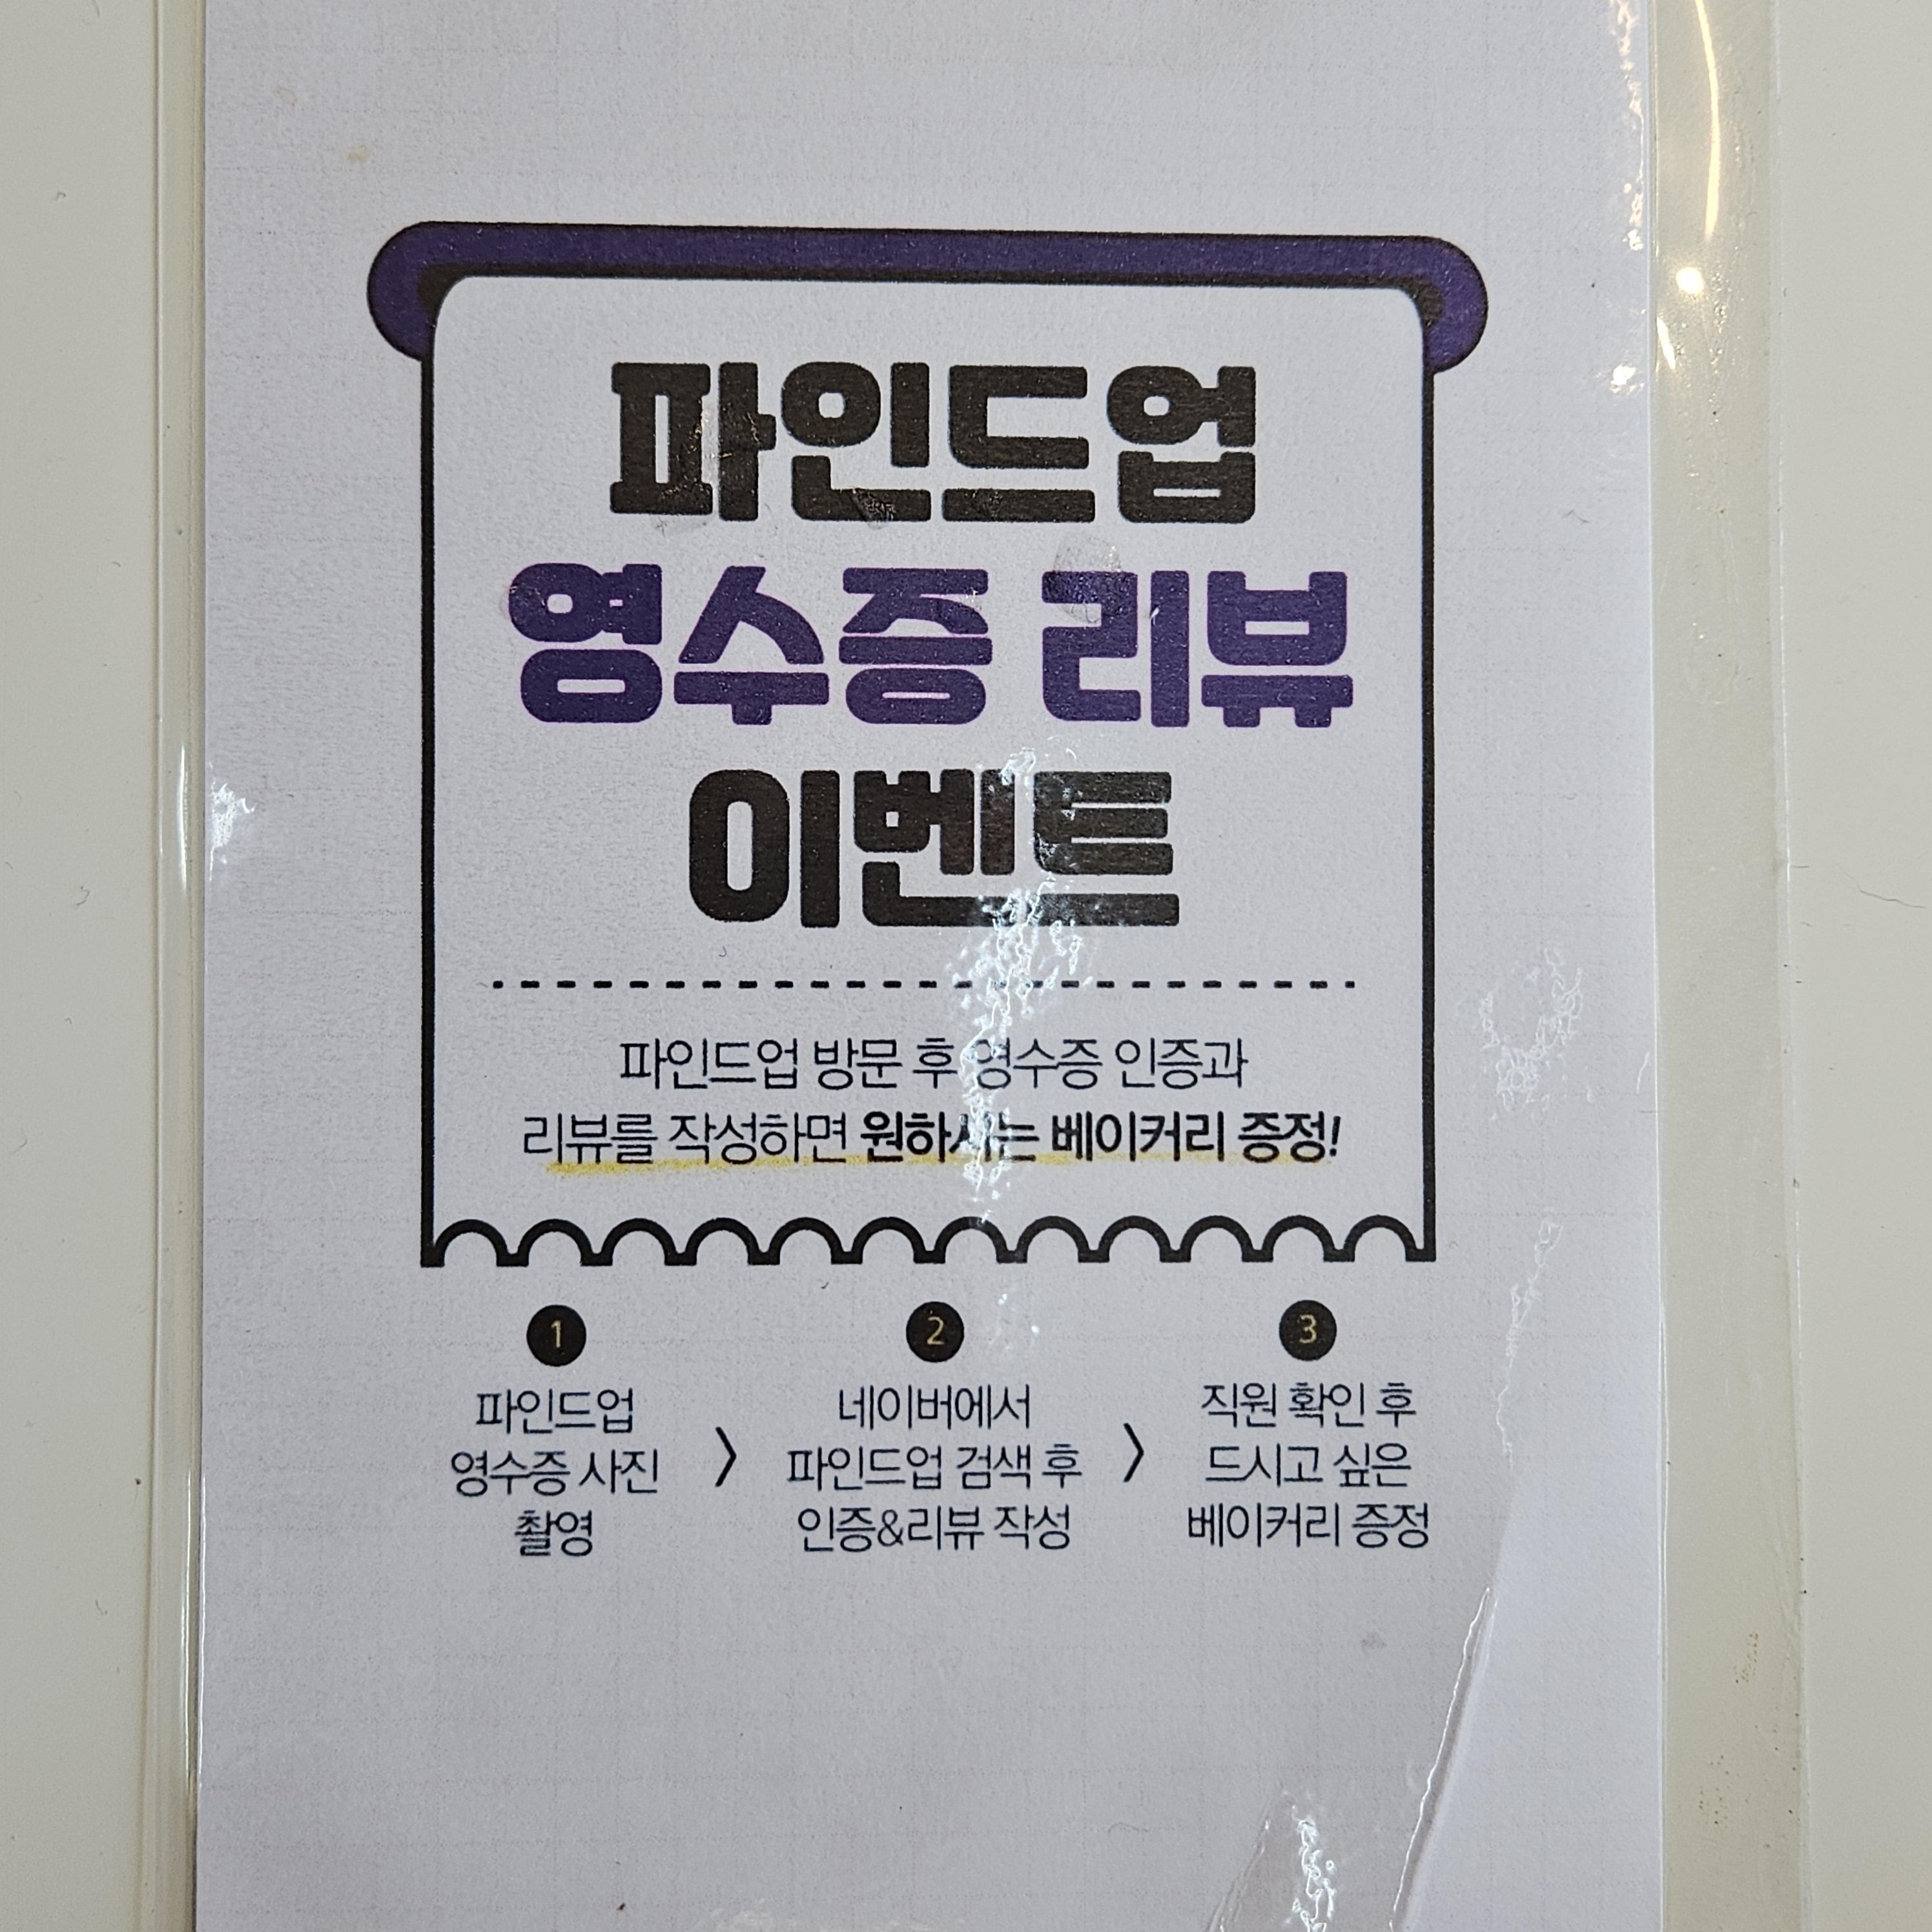 파인드업
영수증 리뷰
이벤트
파인드업 방문 후 영수증 인증과
리뷰를 작성하면 원하시는 베이커리 증정!
1
파인드업
영수증 사진
촬영
〉
2
네이버에서
파인드업 검색 후
인증&리뷰 작성
〉
3
직원 확인 후
드시고 싶은
베이커리 증정